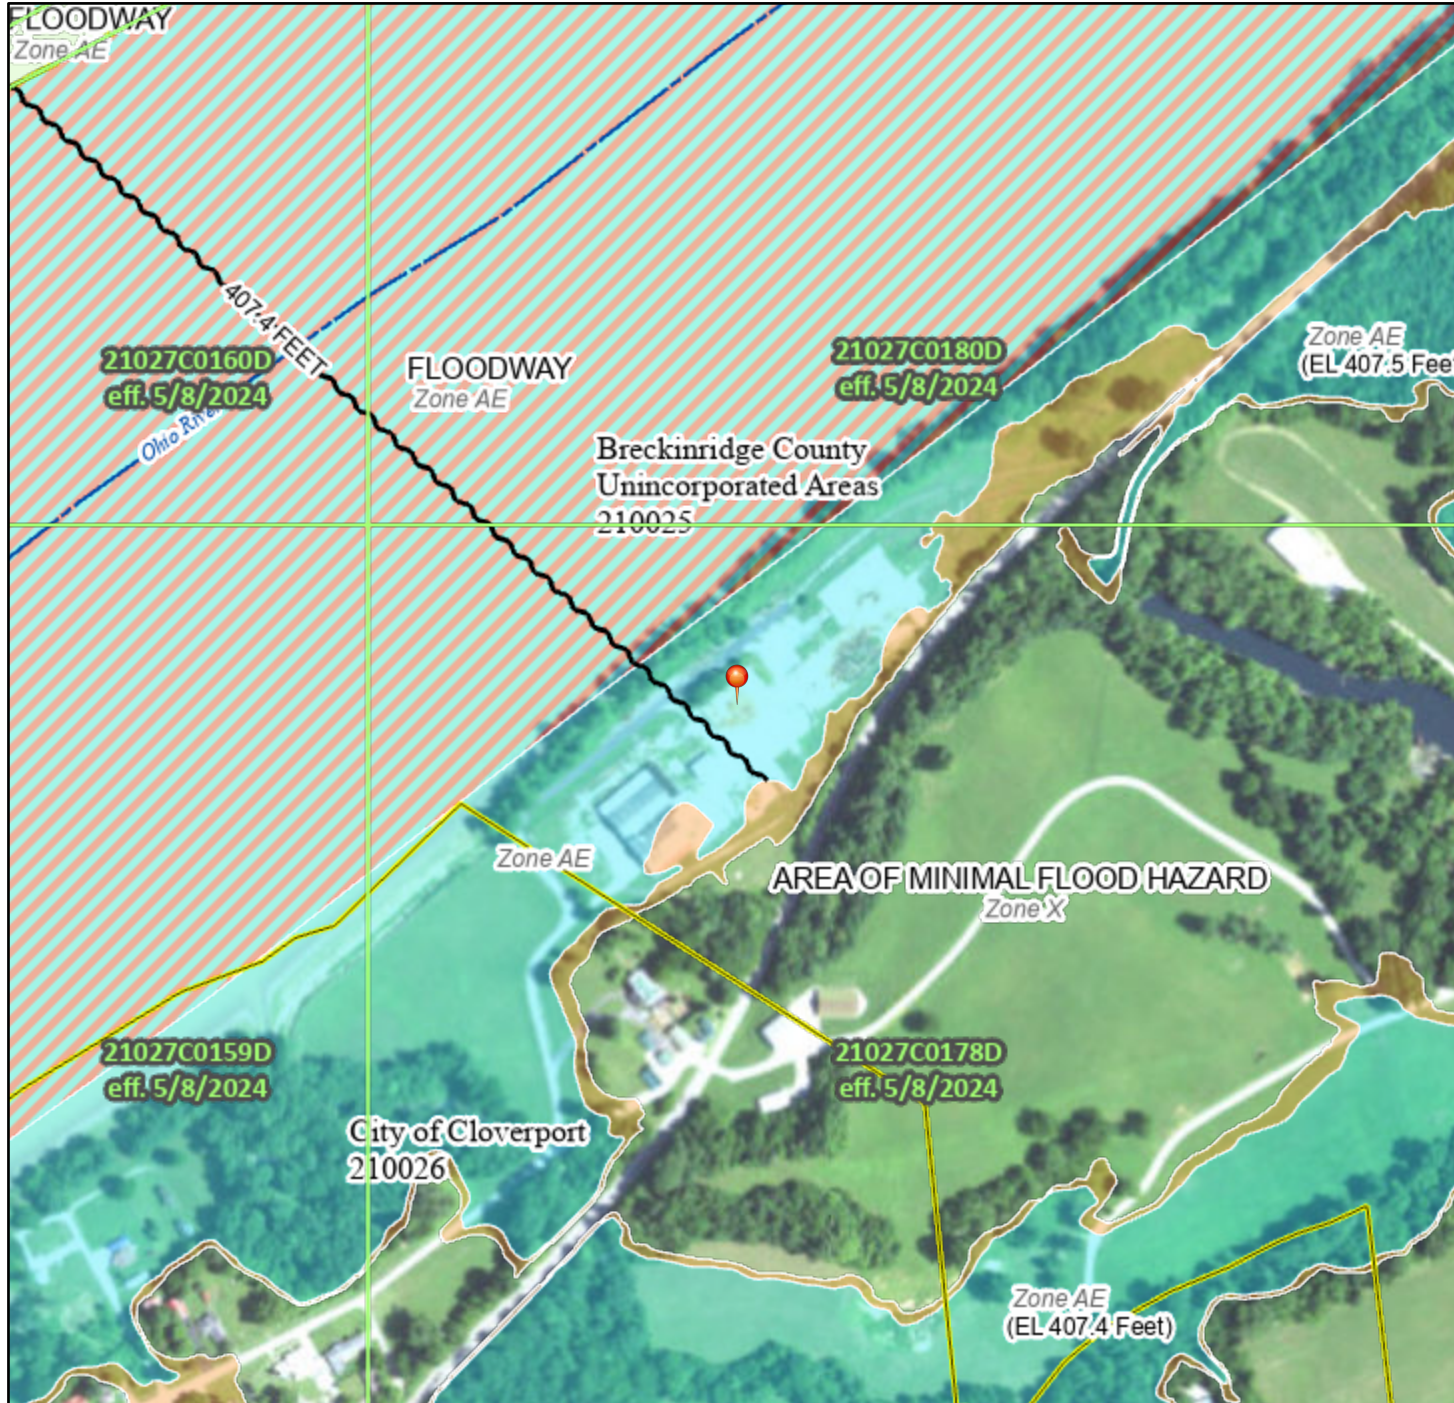 FLOODWAY
Zone AE
407.4 FEET
21027C0160D
eff. 5/8/2024
Ohio River
FLOODWAY
Zone AE
21027C0180D
eff. 5/8/2024
Zone AE
(EL 407.5 Fee
Breckinridge County
Unincorporated Areas
210025
Zone AE
AREA OF MINIMAL FLOOD HAZARD
Zone X
21027C0159D
eff. 5/8/2024
21027C0178D
eff. 5/8/2024
City of Cloverport
210026
Zone AE
(EL 407.4 Feet)